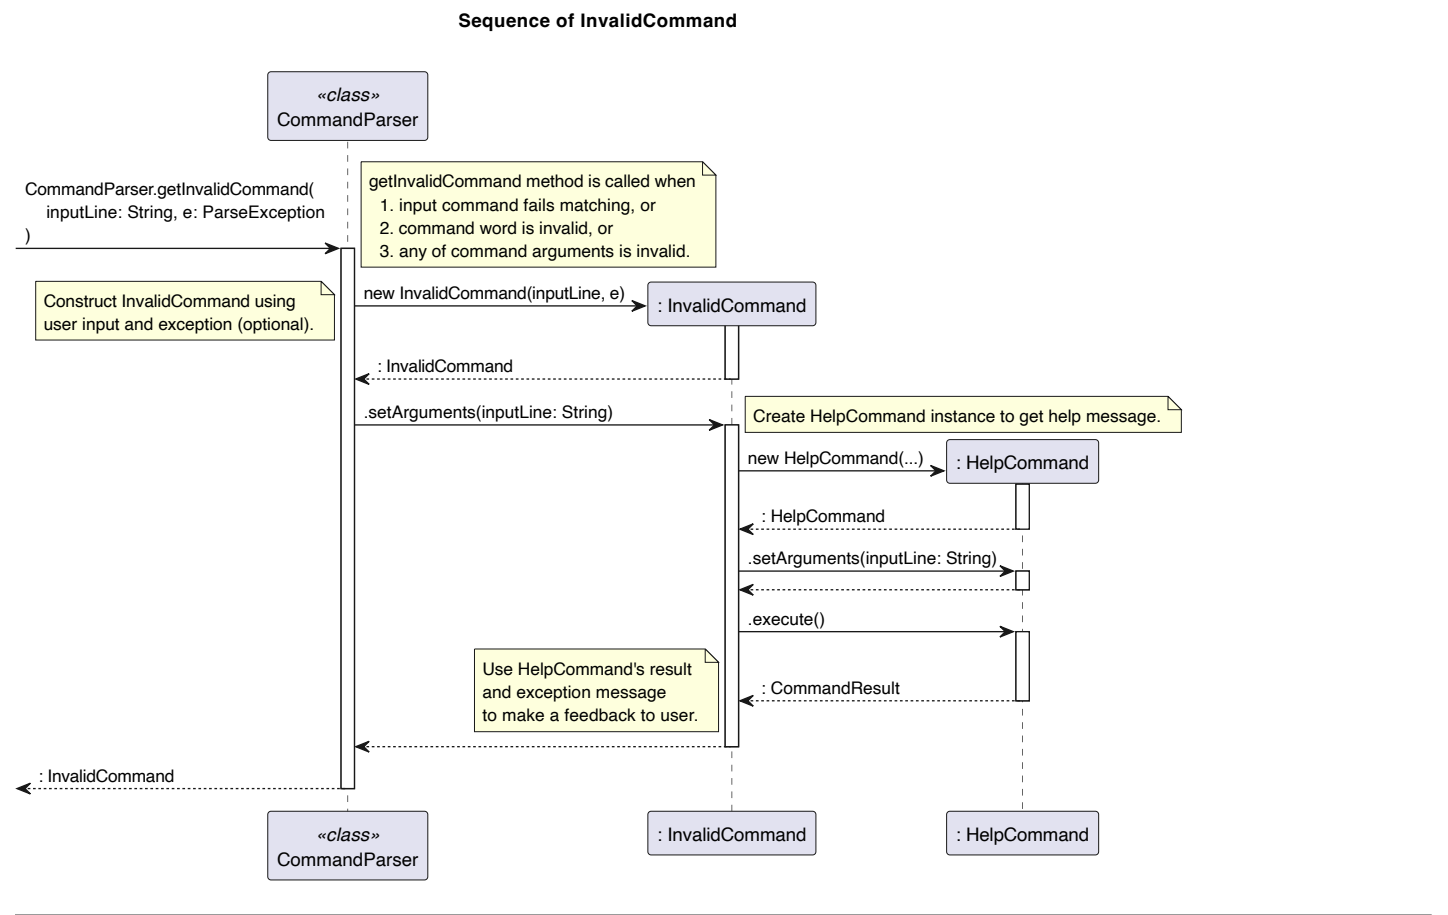 Sequence of InvalidCommand
«class»
CommandParser
CommandParser.getInvalidCommand(
inputLine: String, e: ParseException
)
getInvalidCommand method is called when
1. input command fails matching, or
2. command word is invalid, or
3. any of command arguments is invalid.
Construct InvalidCommand using
user input and exception (optional).
new InvalidCommand(inputLine, e)
: InvalidCommand
: InvalidCommand
.setArguments(inputLine: String)
Create HelpCommand instance to get help message.
new HelpCommand(...)
: HelpCommand
: HelpCommand
.setArguments(inputLine: String)
.execute()
Use HelpCommand's result
and exception message
to make a feedback to user.
: CommandResult
: InvalidCommand
«class»
CommandParser
: InvalidCommand
: HelpCommand